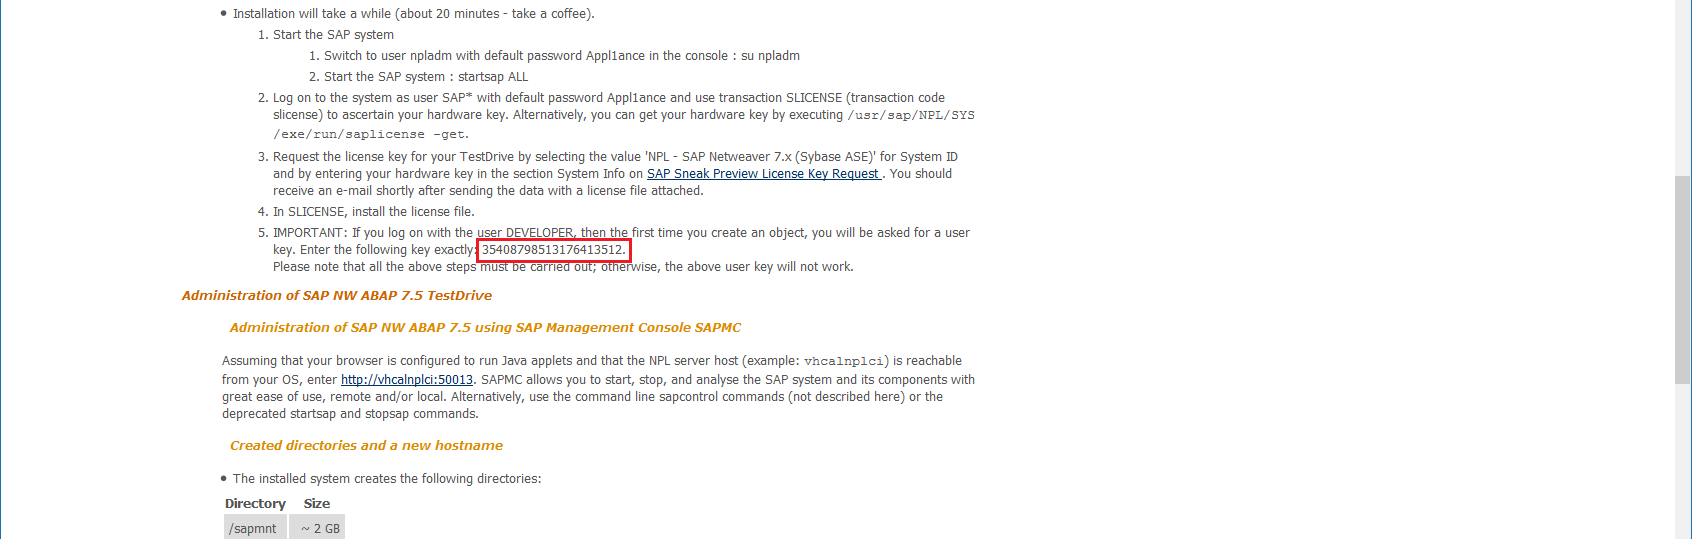 Installation will take a while (about 20 minutes - take a coffee).
1. Start the SAP system
1. Switch to user npladm with default password Appl1ance in the console : su npladm
2. Start the SAP system : startsap ALL
2. Log on to the system as user SAP* with default password Appl1ance and use transaction SLICENSE (transaction code
slicense) to ascertain your hardware key. Alternatively, you can get your hardware key by executing /usr/sap/NPL/SYS
/exe/run/saplicense -get.
3. Request the license key for your TestDrive by selecting the value 'NPL - SAP Netweaver 7.x (Sybase ASE)' for System ID
and by entering your hardware key in the section System Info on SAP Sneak Preview License Key Request . You should
receive an e-mail shortly after sending the data with a license file attached.
4. In SLICENSE, install the license file.
5. IMPORTANT: If you log on with the user DEVELOPER, then the first time you create an object, you will be asked for a user
key. Enter the following key exactly: 35408798513176413512.
Please note that all the above steps must be carried out; otherwise, the above user key will not work.
Administration of SAP NW ABAP 7.5 TestDrive
Administration of SAP NW ABAP 7.5 using SAP Management Console SAPMC
Assuming that your browser is configured to run Java applets and that the NPL server host (example: vhcalnplci) is reachable
from your OS, enter http://vhcalnplci:50013. SAPMC allows you to start, stop, and analyse the SAP system and its components with
great ease of use, remote and/or local. Alternatively, use the command line sapcontrol commands (not described here) or the
deprecated startsap and stopsap commands.
Created directories and a new hostname
The installed system creates the following directories:
Directory Size
/sapmnt ~ 2 GB